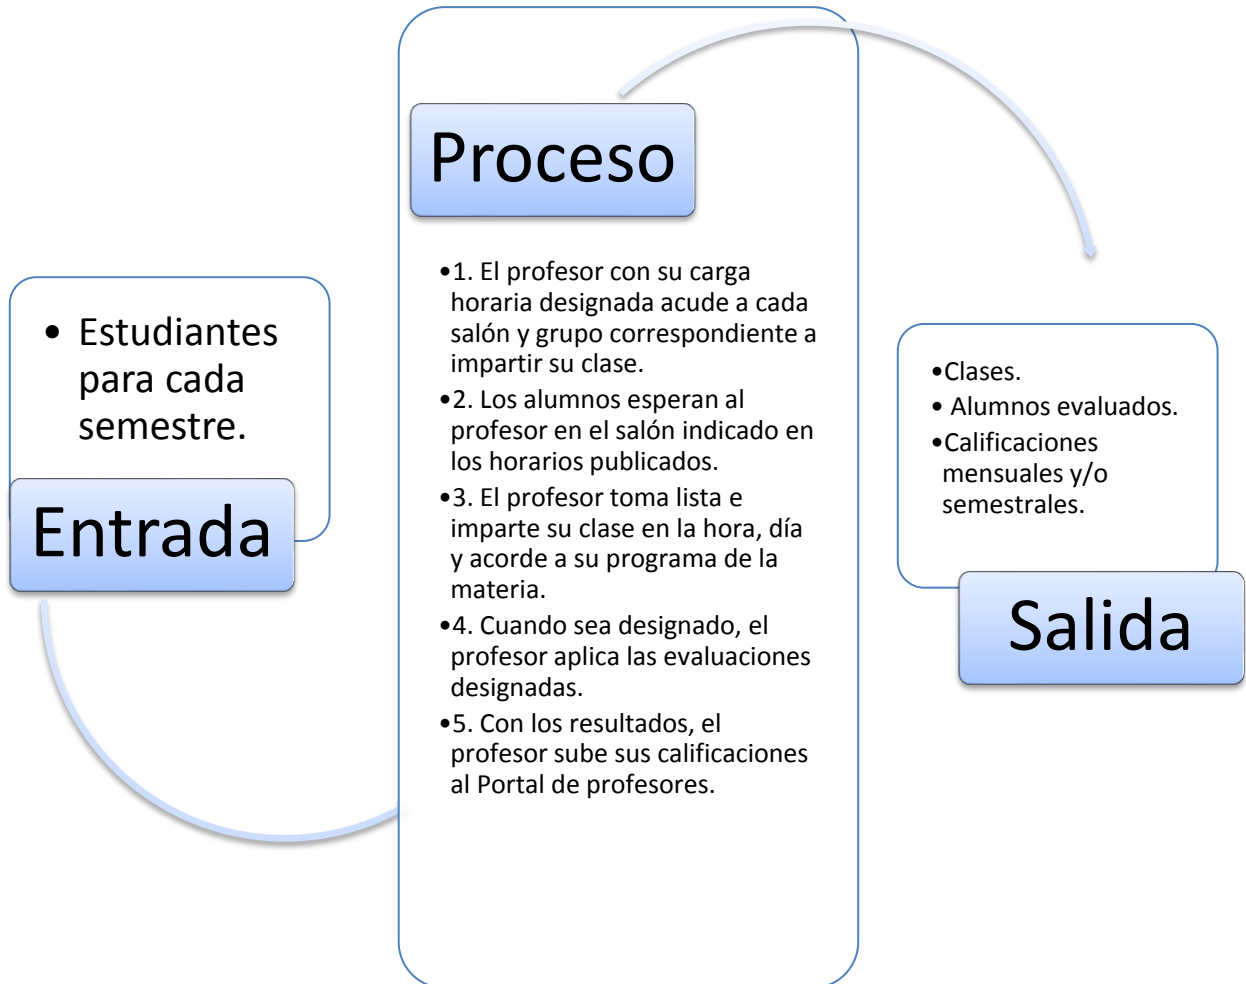 • Estudiantes
para cada
semestre.
Entrada
Proceso
•1. El profesor con su carga
horaria designada acude a cada
salón y grupo correspondiente a
impartir su clase.
•2. Los alumnos esperan al
profesor en el salón indicado en
los horarios publicados.
•3. El profesor toma lista e
imparte su clase en la hora, día
y acorde a su programa de la
materia.
•4. Cuando sea designado, el
profesor aplica las evaluaciones
designadas.
•5. Con los resultados, el
profesor sube sus calificaciones
al Portal de profesores.
•Clases.
• Alumnos evaluados.
•Calificaciones
mensuales y/o
semestrales.
Salida